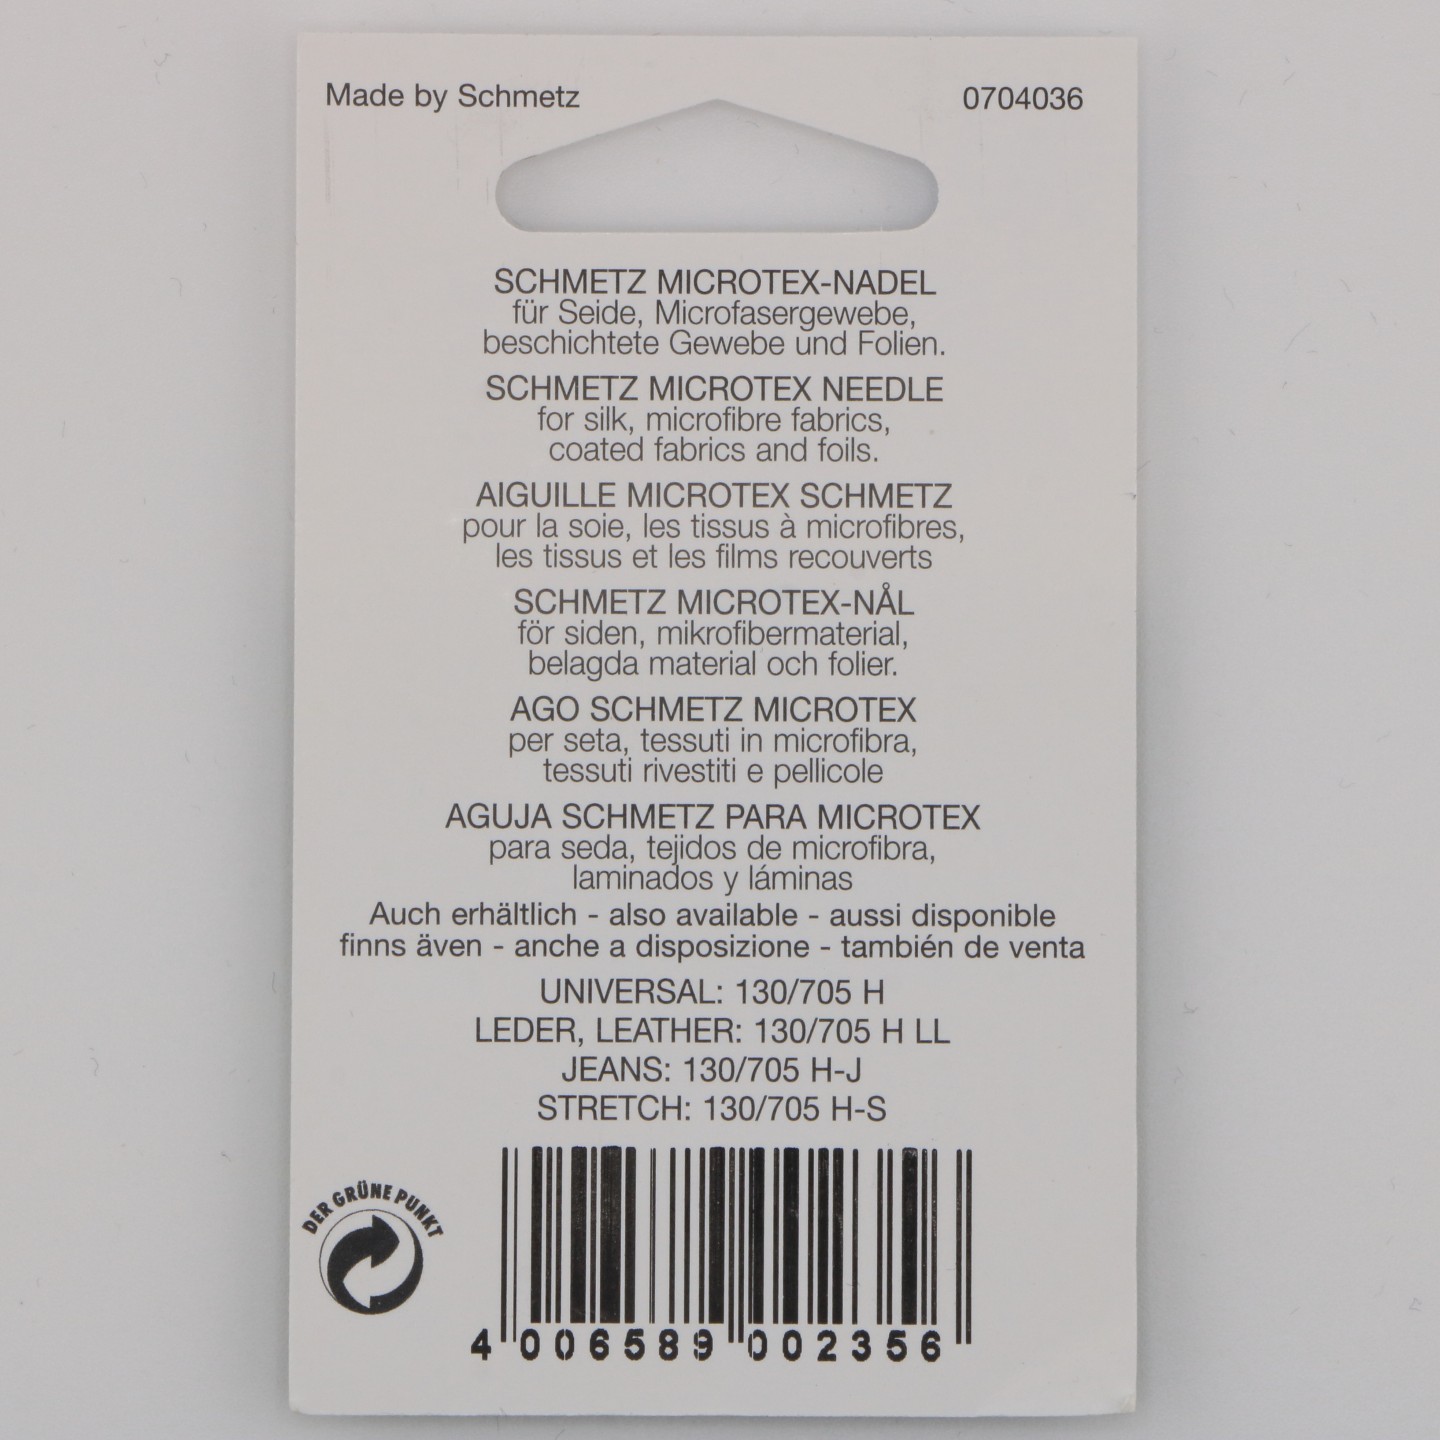 Made by Schmetz
0704036
SCHMETZ MICROTEX-NADEL
für Seide, Microfasergewebe,
beschichtete Gewebe und Folien.
SCHMETZ MICROTEX NEEDLE
for silk, microfibre fabrics,
coated fabrics and foils.
AIGUILLE MICROTEX SCHMETZ
pour la soie, les tissus à microfibres,
les tissus et les films recouverts
SCHMETZ MICROTEX-NÅL
för siden, mikrofibermaterial,
belagda material och folier.
AGO SCHMETZ MICROTEX
per seta, tessuti in microfibra,
tessuti rivestiti e pellicole
AGUJA SCHMETZ PARA MICROTEX
para seda, tejidos de microfibra,
laminados y láminas
Auch erhältlich - also available - aussi disponible
finns även - anche a disposizione - también de venta
UNIVERSAL: 130/705 H
LEDER, LEATHER: 130/705 H LL
JEANS: 130/705 H-J
STRETCH: 130/705 H-S
DER GRÜNE PUNKT
4 006589 002356